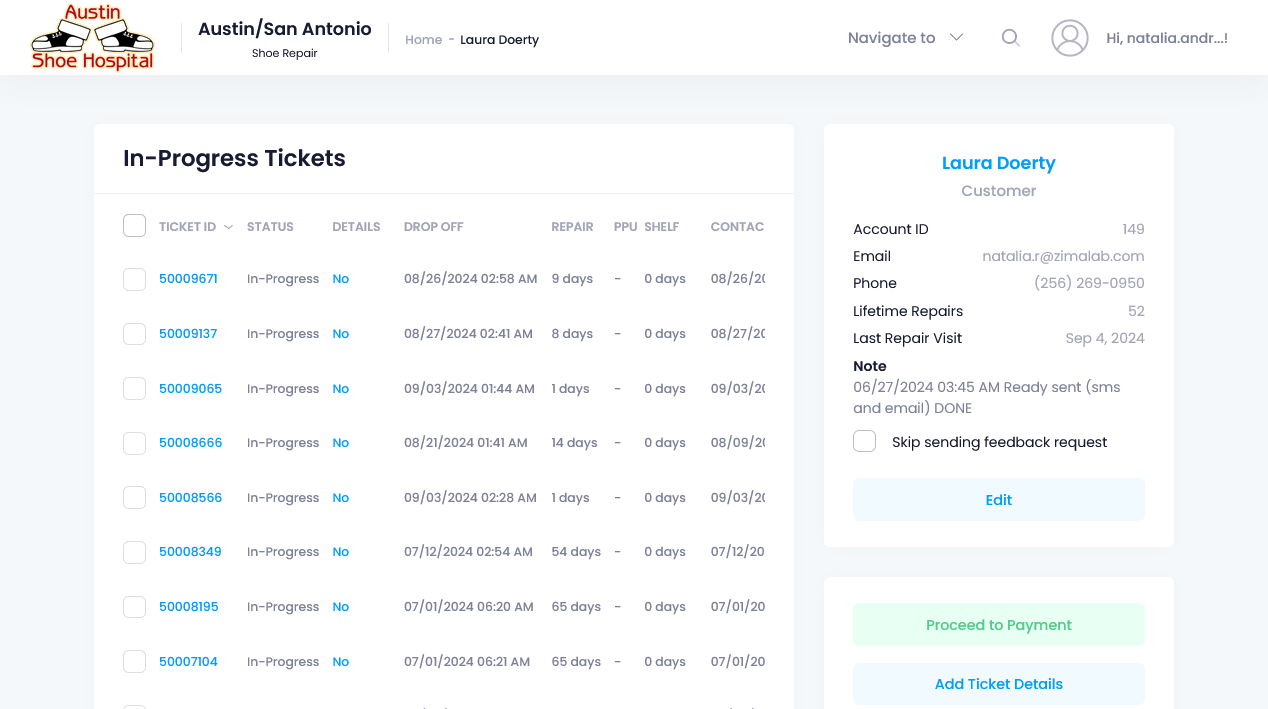 Austin
Shoe Hospital
Austin/San Antonio
Shoe Repair
Home - Laura Doerty
Navigate to
Hi, natalia.andr...!
In-Progress Tickets
TICKET ID STATUS DETAILS DROP OFF REPAIR PPU SHELF CONTAC
50009671 In-Progress No 08/26/2024 02:58 AM 9 days - 0 days 08/26/20
50009137 In-Progress No 08/27/2024 02:41 AM 8 days - 0 days 08/27/20
50009065 In-Progress No 09/03/2024 01:44 AM 1 days - 0 days 09/03/20
50008666 In-Progress No 08/21/2024 01:41 AM 14 days - 0 days 08/09/20
50008566 In-Progress No 09/03/2024 02:28 AM 1 days - 0 days 09/03/20
50008349 In-Progress No 07/12/2024 02:54 AM 54 days - 0 days 07/12/20
50008195 In-Progress No 07/01/2024 06:20 AM 65 days - 0 days 07/01/20
50007104 In-Progress No 07/01/2024 06:21 AM 65 days - 0 days 07/01/20
Laura Doerty
Customer
Account ID 149
Email natalia.r@zimalab.com
Phone (256) 269-0950
Lifetime Repairs 52
Last Repair Visit Sep 4, 2024
Note
06/27/2024 03:45 AM Ready sent (sms
and email) DONE
Skip sending feedback request
Edit
Proceed to Payment
Add Ticket Details